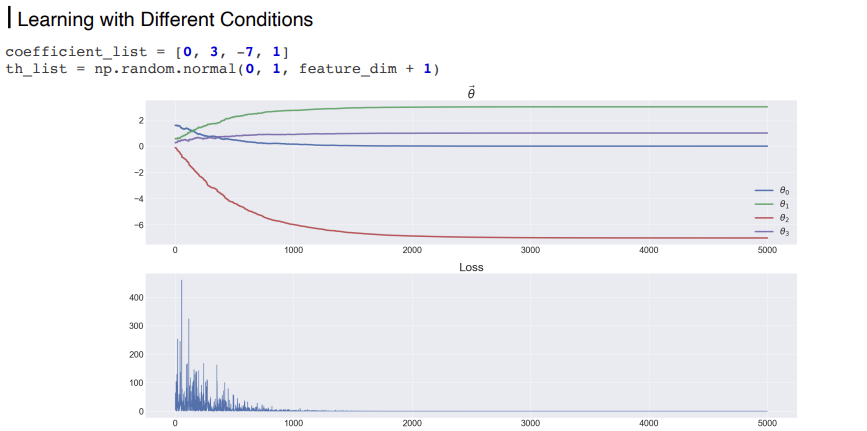 Learning with Different Conditions
coefficient_list = [0, 3, -7, 1]
th_list = np.random.normal(0, 1, feature_dim + 1)
θ⃗
2
0
−2
−4
−6
θ₀
θ₁
θ₂
θ₃
0 1000 2000 3000 4000 5000
Loss
400
300
200
100
0
0 1000 2000 3000 4000 5000